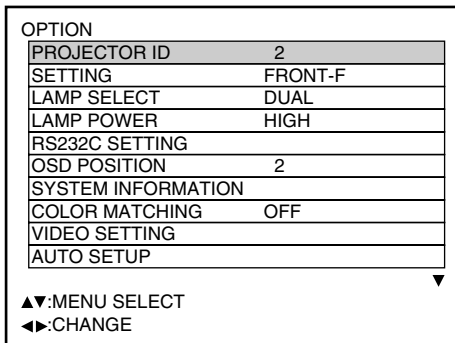 OPTION
PROJECTOR ID 2
SETTING FRONT-F
LAMP SELECT DUAL
LAMP POWER HIGH
RS232C SETTING
OSD POSITION 2
SYSTEM INFORMATION
COLOR MATCHING OFF
VIDEO SETTING
AUTO SETUP
▼
▲▼:MENU SELECT
◀▶:CHANGE